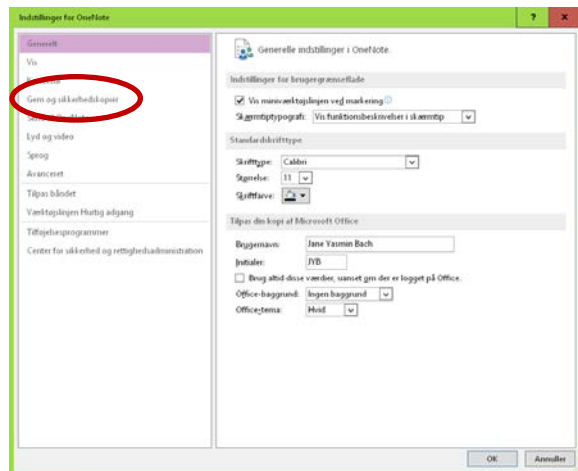 Indstillinger for OneNote
Generelt
Vis
Gem og sikkerhedskopier
Lyd og video
Sprog
Avanceret
Tilpas båndet
Værktøjslinjen Hurtig adgang
Tilføjelsesprogrammer
Center for sikkerhed og rettighedsadministration
Generelle indstillinger i OneNote.
Indstillinger for brugergrænseflade
Vis miniværktøjslinjen ved markering
Skærmtiptypografi: Vis funktionsbeskrivelser i skærmtip
Standardskrifttype
Skrifttype: Calibri
Størrelse: 11
Skriftfarve:
Tilpas din kopi af Microsoft Office
Brugernavn: Jane Yasmin Bach
Initialer: JYB
Brug altid disse værdier, uanset om der er logget på Office.
Office-baggrund: Ingen baggrund
Office-tema: Hvid
OK Annuller